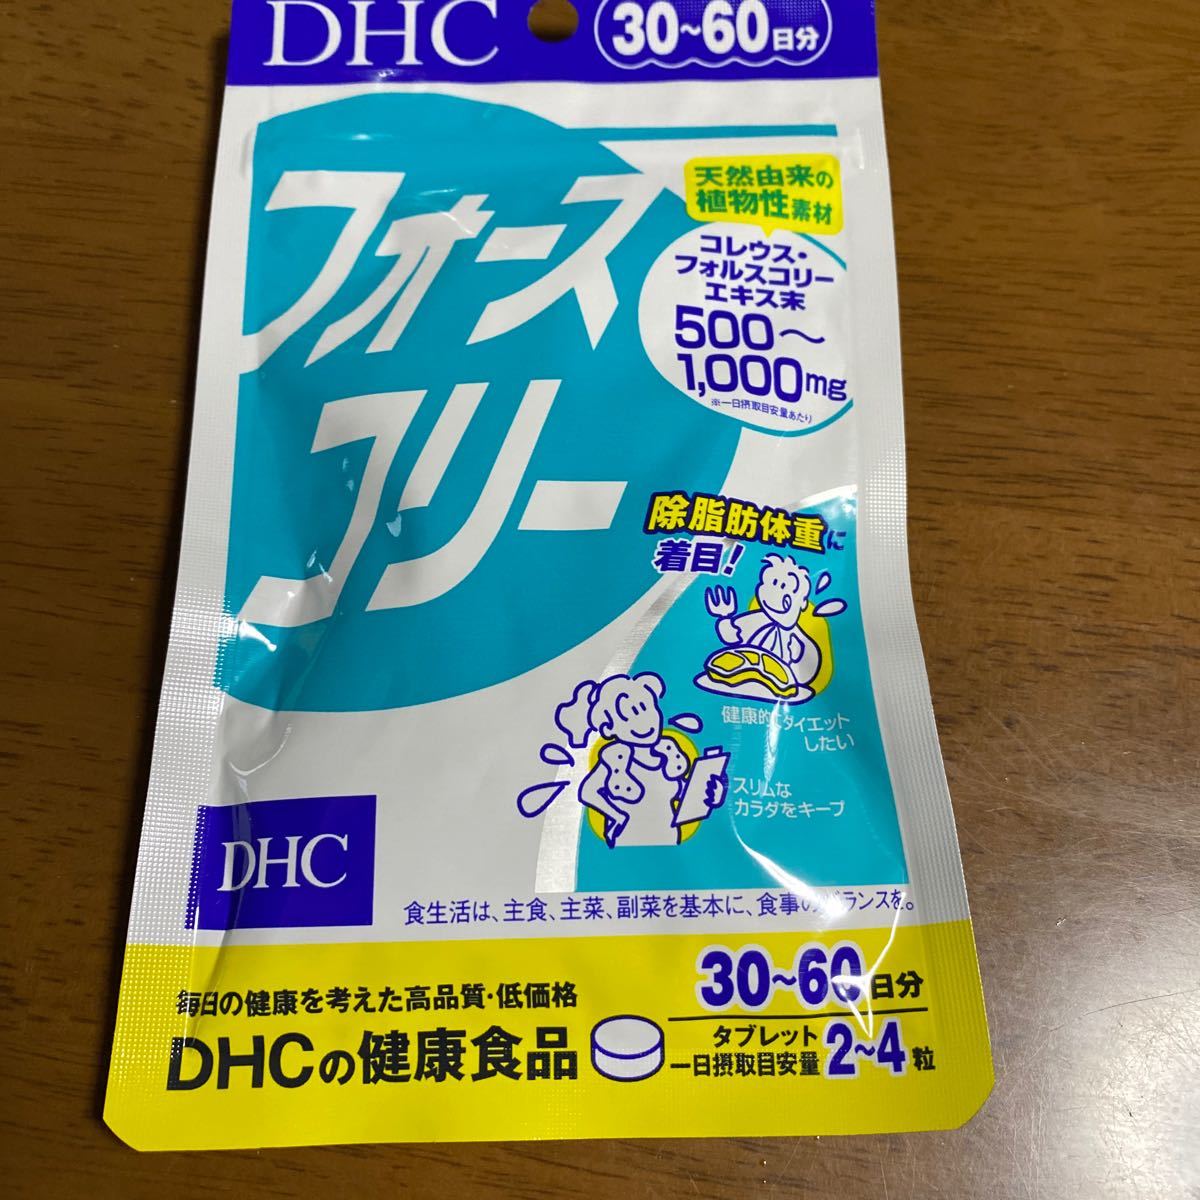 DHC
30~60日分
フォース
コリー
天然由来の
植物性素材
コレウス・
フォルスコリー
エキス末
500〜
1,000mg
※一日摂取目安量あたり
除脂肪体重に
着目!
健康的にダイエット
したい
スリムな
カラダをキープ
DHC
食生活は、主食、主菜、副菜を基本に、食事のバランスを。
毎日の健康を考えた高品質・低価格
DHCの健康食品
30~60日分
タブレット
一日摂取目安量 2~4粒